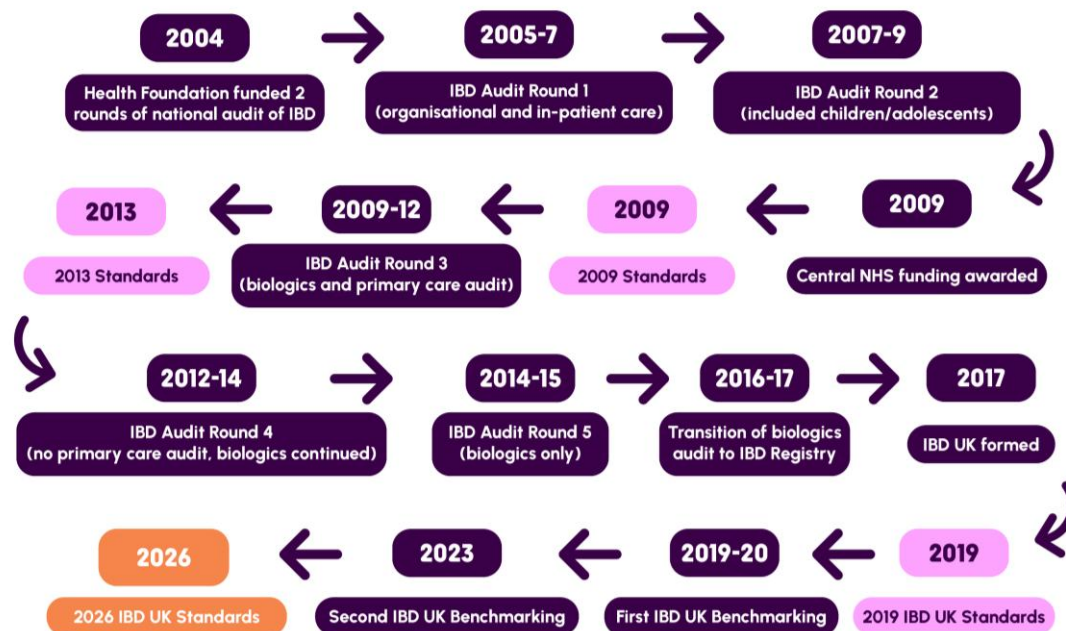 2004
Health Foundation funded 2
rounds of national audit of IBD
2005-7
IBD Audit Round 1
(organisational and in-patient care)
2007-9
IBD Audit Round 2
(included children/adolescents)
2009
Central NHS funding awarded
2009
2009 Standards
2009-12
IBD Audit Round 3
(biologics and primary care audit)
2013
2013 Standards
2012-14
IBD Audit Round 4
(no primary care audit, biologics continued)
2014-15
IBD Audit Round 5
(biologics only)
2016-17
Transition of biologics
audit to IBD Registry
2017
IBD UK formed
2019
2019 IBD UK Standards
2019-20
First IBD UK Benchmarking
2023
Second IBD UK Benchmarking
2026
2026 IBD UK Standards